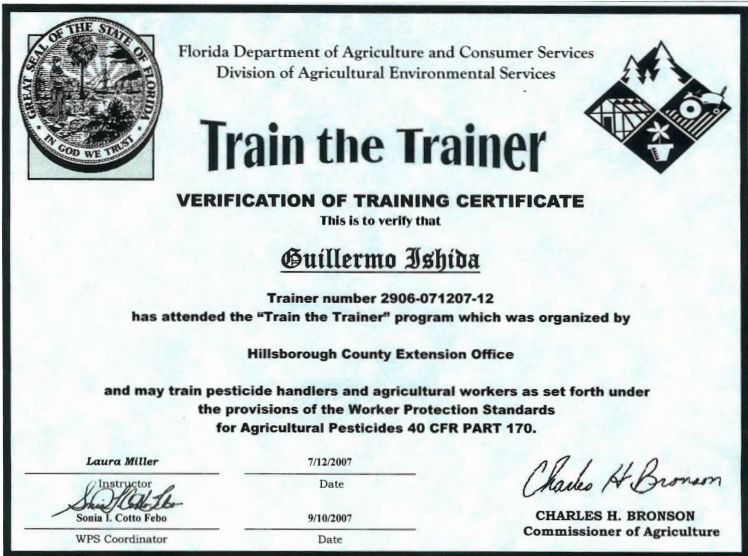 GREAT SEAL OF THE STATE OF FLORIDA
IN GOD WE TRUST
Florida Department of Agriculture and Consumer Services
Division of Agricultural Environmental Services
Train the Trainer
VERIFICATION OF TRAINING CERTIFICATE
This is to verify that
Guillermo Ishida
Trainer number 2906-071207-12
has attended the “Train the Trainer” program which was organized by
Hillsborough County Extension Office
and may train pesticide handlers and agricultural workers as set forth under
the provisions of the Worker Protection Standards
for Agricultural Pesticides 40 CFR PART 170.
Laura Miller
7/12/2007
Instructor
Date
Charles H Bronson
Sonia I. Cotto Febo
9/10/2007
WPS Coordinator
Date
CHARLES H. BRONSON
Commissioner of Agriculture